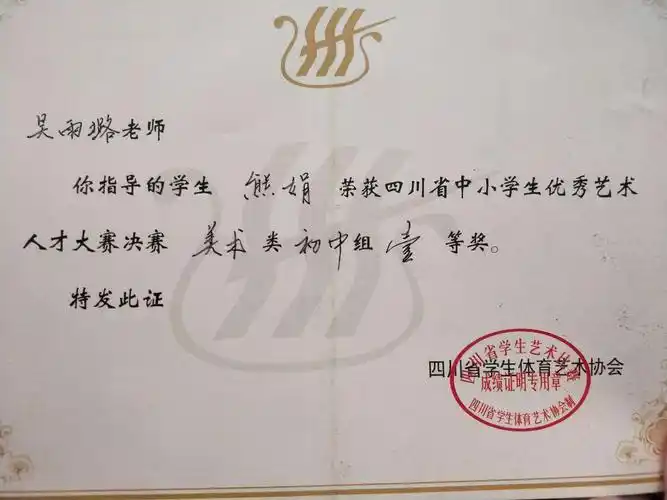 吴雨璐老师
你指导的学生 熊娟 荣获四川省中小学生优秀艺术
人才大赛决赛 美术 类 初中组 壹 等奖。
特发此证
四川省学生体育艺术协会
成绩证明专用章
四川省学生体育艺术协会制